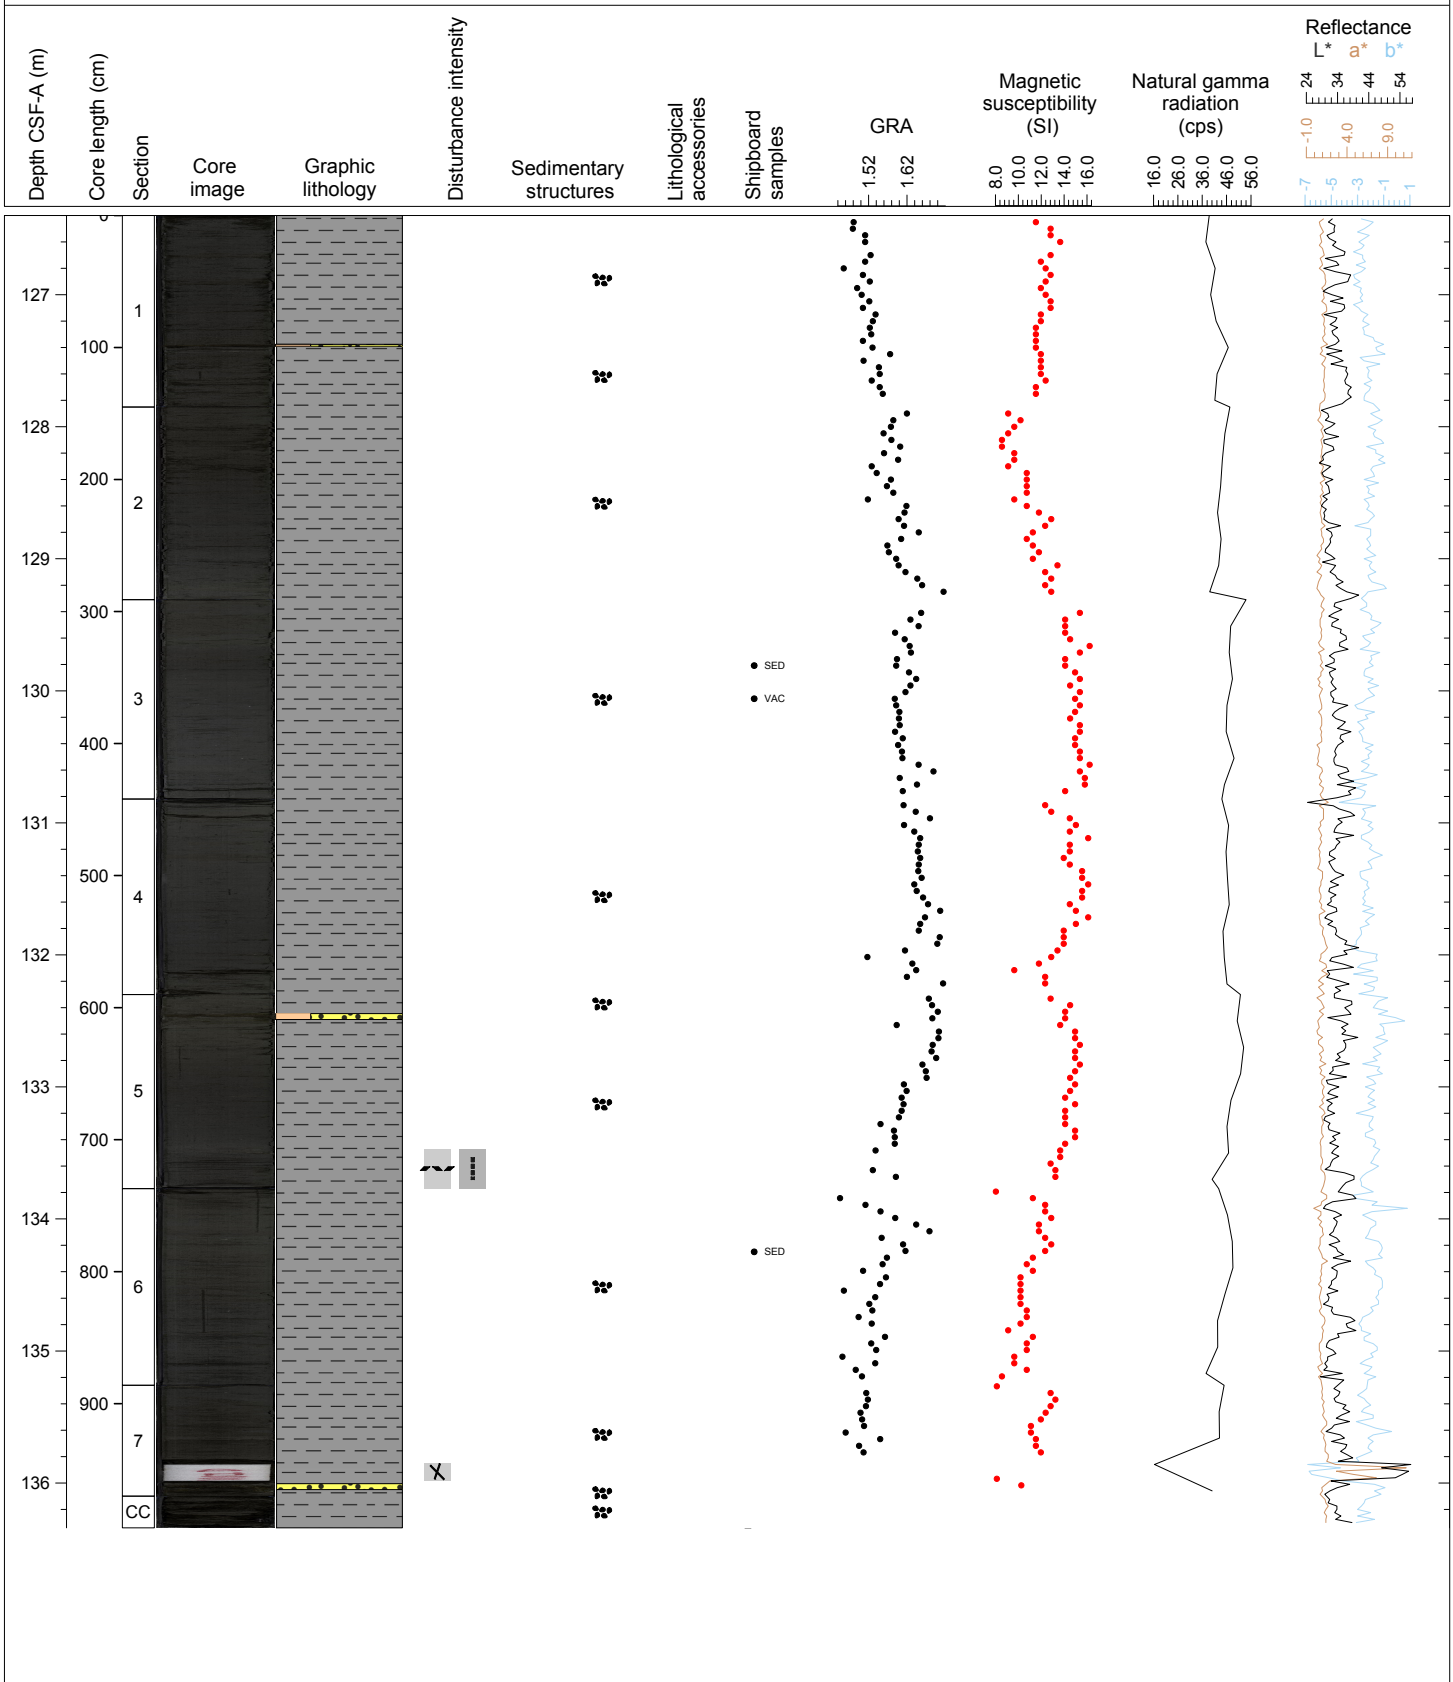 Depth CSF-A (m)
Core length (cm)
Section
Core
image
Graphic
lithology
Disturbance intensity
Sedimentary
structures
Lithological
accessories
Shipboard
samples
GRA
1.52
1.62
Magnetic
susceptibility
(SI)
8.0
10.0
12.0
14.0
16.0
Natural gamma
radiation
(cps)
16.0
26.0
36.0
46.0
56.0
Reflectance
L* a* b*
24
34
44
54
-1.0
4.0
9.0
-7
-5
-3
-1
1
0
127
1
100
128
200
2
129
300
SED
130
VAC
3
400
131
500
4
132
600
133
5
700
134
SED
800
6
135
900
7
136
CC